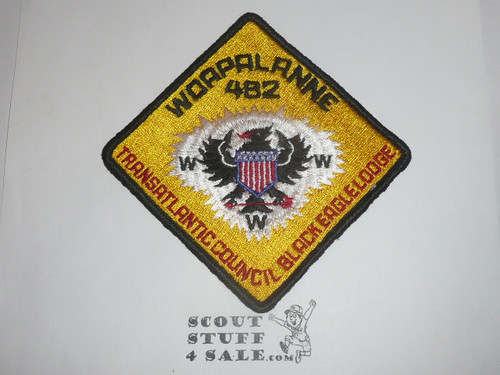 WOAPALANNE
482
W W
W
TRANSATLANTIC COUNCIL BLACK EAGLE LODGE
SCOUT
STUFF
4 SALE.COM